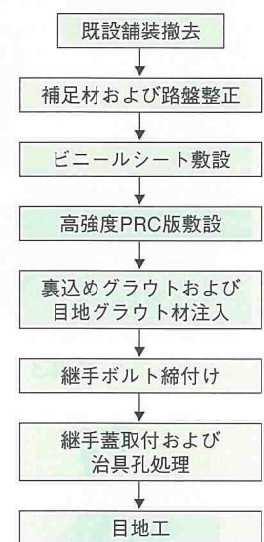 既設舗装撤去
補足材および路盤整正
ビニールシート敷設
高強度PRC版敷設
裏込めグラウトおよび
目地グラウト材注入
継手ボルト締付け
継手蓋取付および
治具孔処理
目地工